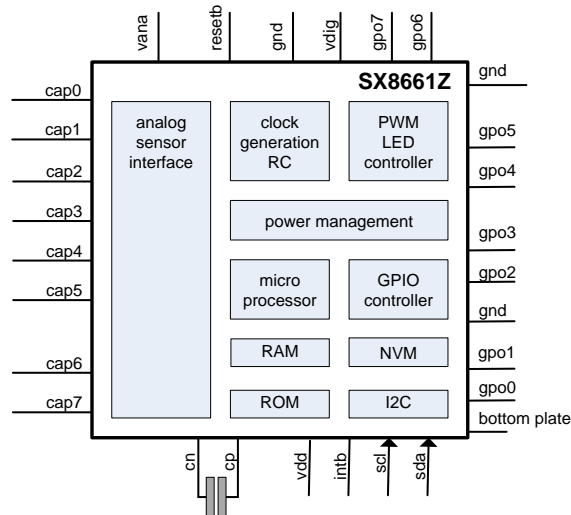 vana
resetb
gnd
vdig
gpo7
gpo6
SX8661Z
gnd
cap0
cap1
cap2
cap3
cap4
cap5
cap6
cap7
analog
sensor
interface
clock
generation
RC
PWM
LED
controller
power management
micro
processor
GPIO
controller
RAM
NVM
ROM
I2C
gpo5
gpo4
gpo3
gpo2
gnd
gpo1
gpo0
bottom plate
cn
cp
vdd
intb
scl
sda